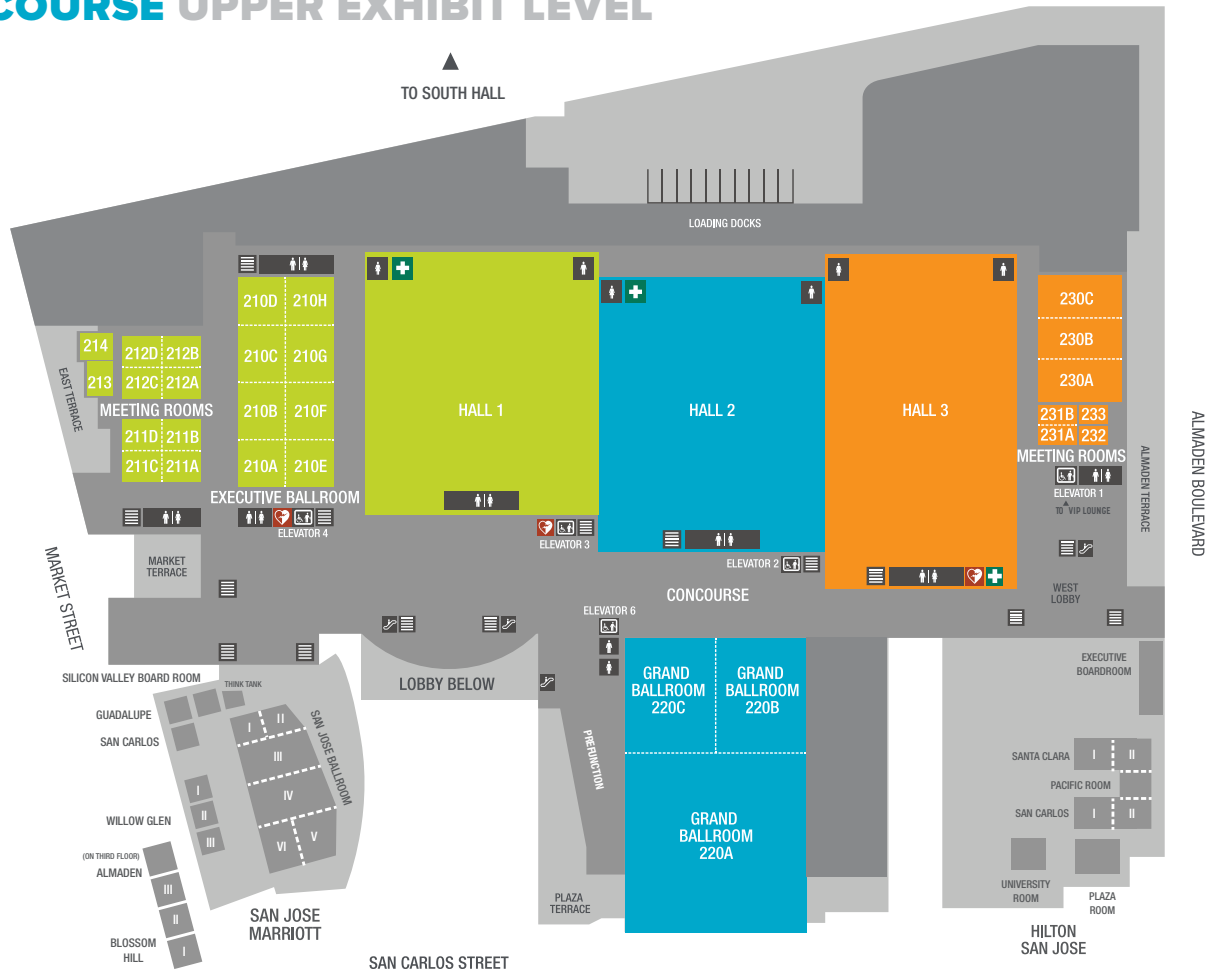 COURSE UPPER EXHIBIT LEVEL
TO SOUTH HALL
LOADING DOCKS
210D 210H
210C 210G
210B 210F
210A 210E
EXECUTIVE BALLROOM
ELEVATOR 4
214
213
EAST TERRACE
212D 212B
212C 212A
MEETING ROOMS
211D 211B
211C 211A
MARKET TERRACE
MARKET STREET
HALL 1
ELEVATOR 3
HALL 2
ELEVATOR 2
HALL 3
CONCOURSE
230C
230B
230A
231B 233
231A 232
MEETING ROOMS
ELEVATOR 1
TO VIP LOUNGE
WEST
LOBBY
ALMADEN TERRACE
ALMADEN BOULEVARD
ELEVATOR 6
LOBBY BELOW
PREFUNCTION
GRAND
BALLROOM
220C
GRAND
BALLROOM
220B
GRAND
BALLROOM
220A
PLAZA
TERRACE
SILICON VALLEY BOARD ROOM
THINK TANK
GUADALUPE
SAN CARLOS
I II
III
IV
VI V
SAN JOSE BALLROOM
I
II
III
WILLOW GLEN
(ON THIRD FLOOR)
ALMADEN
III
II
I
BLOSSOM
HILL
SAN JOSE
MARRIOTT
SAN CARLOS STREET
EXECUTIVE
BOARDROOM
SANTA CLARA I II
PACIFIC ROOM
SAN CARLOS I II
UNIVERSITY
ROOM
PLAZA
ROOM
HILTON
SAN JOSE